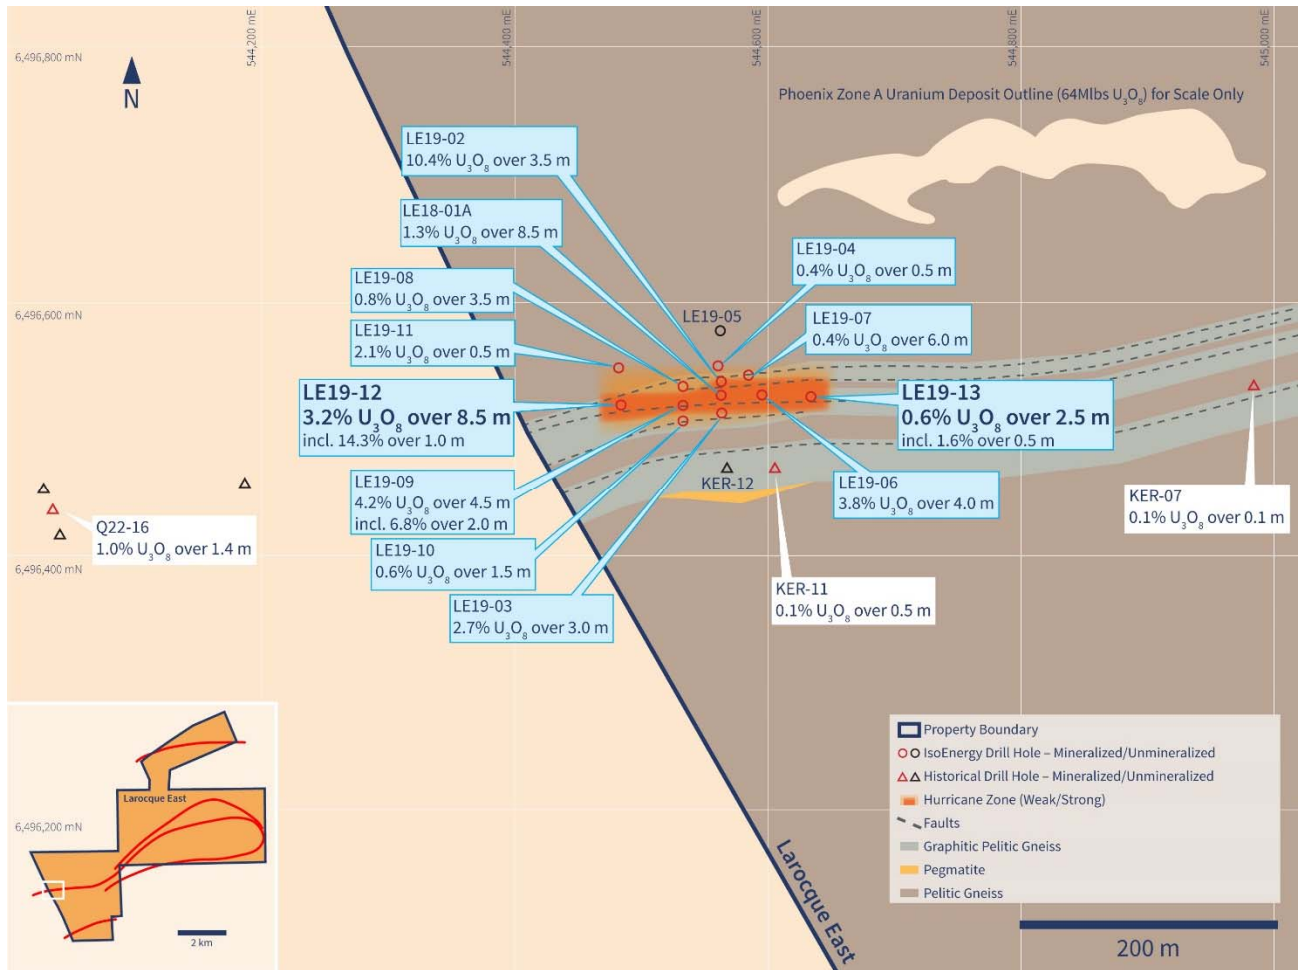 544,200 mE
544,400 mE
544,600 mE
544,800 mE
545,000 mE
6,496,800 mN
N
Phoenix Zone A Uranium Deposit Outline (64Mlbs U₃O₈) for Scale Only
LE19-02
10.4% U₃O₈ over 3.5 m
LE18-01A
1.3% U₃O₈ over 8.5 m
LE19-04
0.4% U₃O₈ over 0.5 m
LE19-08
0.8% U₃O₈ over 3.5 m
6,496,600 mN
LE19-05
LE19-07
0.4% U₃O₈ over 6.0 m
LE19-11
2.1% U₃O₈ over 0.5 m
LE19-12
3.2% U₃O₈ over 8.5 m
incl. 14.3% over 1.0 m
LE19-13
0.6% U₃O₈ over 2.5 m
incl. 1.6% over 0.5 m
LE19-09
4.2% U₃O₈ over 4.5 m
incl. 6.8% over 2.0 m
KER-12
LE19-06
3.8% U₃O₈ over 4.0 m
KER-07
0.1% U₃O₈ over 0.1 m
Q22-16
1.0% U₃O₈ over 1.4 m
LE19-10
0.6% U₃O₈ over 1.5 m
6,496,400 mN
KER-11
0.1% U₃O₈ over 0.5 m
LE19-03
2.7% U₃O₈ over 3.0 m
Larocque East
6,496,200 mN
2 km
Larocque East
Property Boundary
IsoEnergy Drill Hole – Mineralized/Unmineralized
Historical Drill Hole – Mineralized/Unmineralized
Hurricane Zone (Weak/Strong)
Faults
Graphitic Pelitic Gneiss
Pegmatite
Pelitic Gneiss
200 m